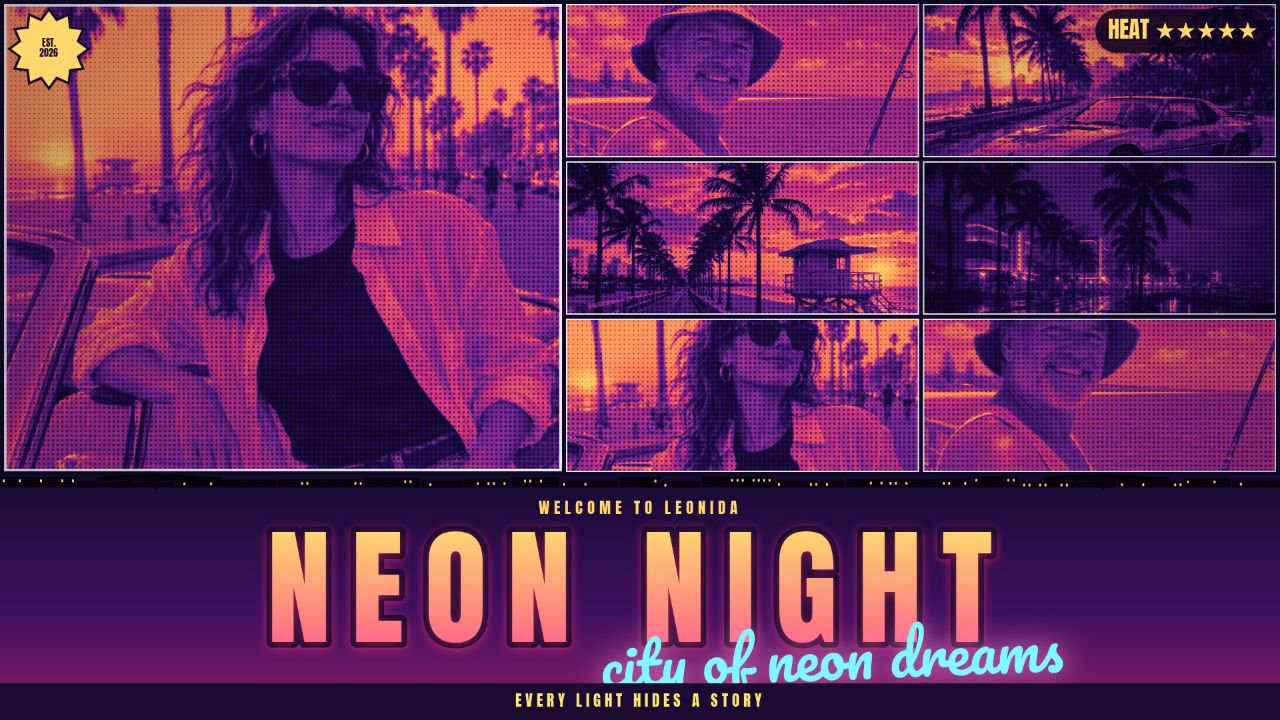 EST.
2026
HEAT ★★★★★
WELCOME TO LEONIDA
NEON NIGHT
city of neon dreams
EVERY LIGHT HIDES A STORY